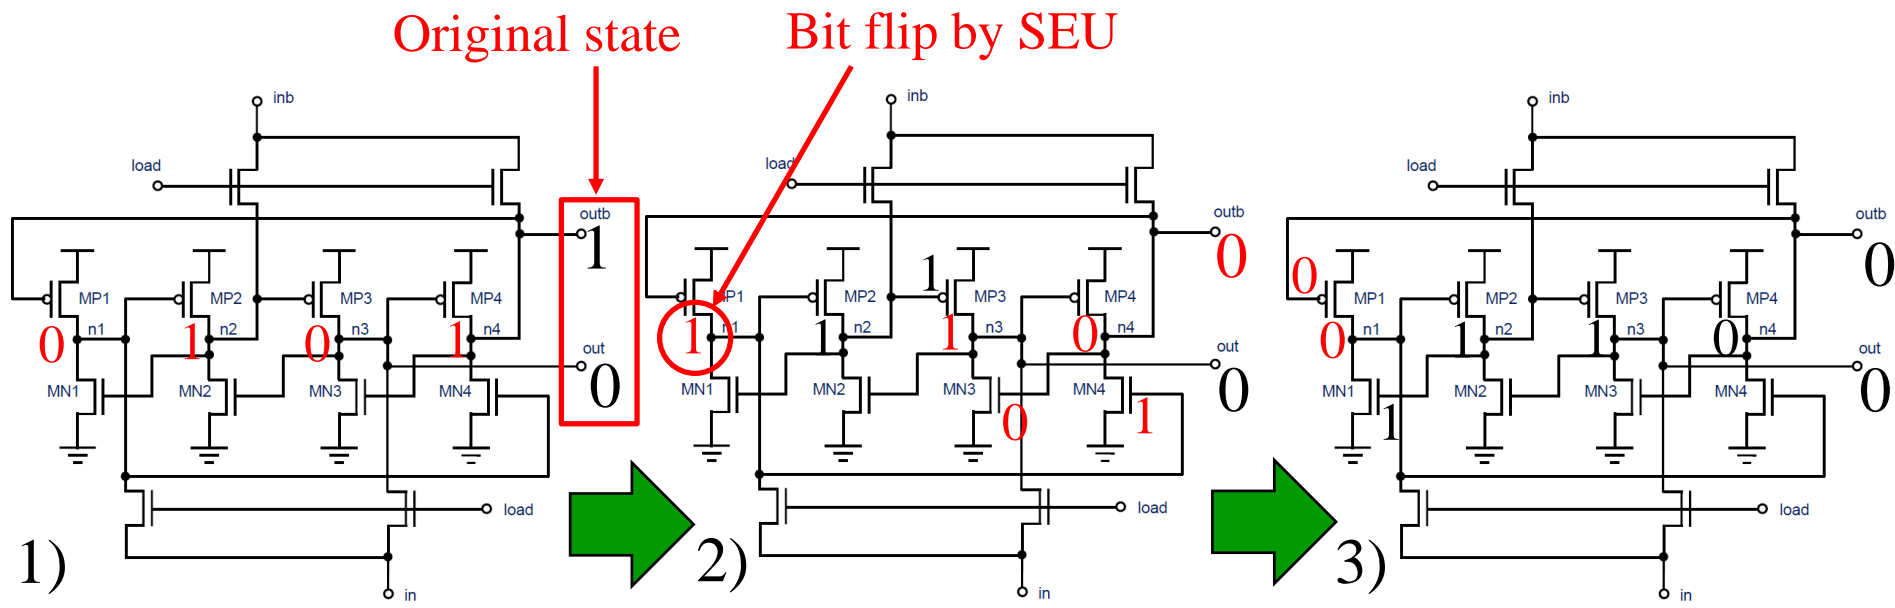 Original state
Bit flip by SEU
inb
load
outb
1
MP1
MP2
MP3
MP4
0
n1
1
n2
0
n3
1
n4
out
0
MN1
MN2
MN3
MN4
load
1)
in
inb
load
outb
0
1
MP1
MP2
MP3
MP4
1
n1
1
n2
1
n3
0
n4
out
0
MN1
MN2
MN3
MN4
0
1
load
2)
in
inb
load
outb
0
0
MP1
MP2
MP3
MP4
0
n1
1
n2
1
n3
0
n4
out
0
MN1
MN2
MN3
MN4
1
load
3)
in